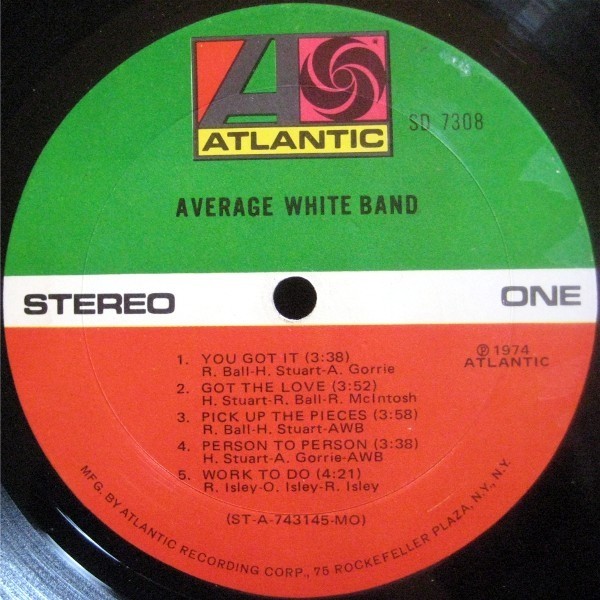 ATLANTIC
SD 7308
AVERAGE WHITE BAND
STEREO
ONE
℗ 1974
ATLANTIC
1. YOU GOT IT (3:38)
R. Ball-H. Stuart-A. Gorrie
2. GOT THE LOVE (3:52)
H. Stuart-R. Ball-R. McIntosh
3. PICK UP THE PIECES (3:58)
R. Ball-H. Stuart-AWB
4. PERSON TO PERSON (3:38)
H. Stuart-A. Gorrie-AWB
5. WORK TO DO (4:21)
R. Isley-O. Isley-R. Isley
(ST-A-743145-MO)
MFG. BY ATLANTIC RECORDING CORP., 75 ROCKEFELLER PLAZA, N.Y., N.Y.